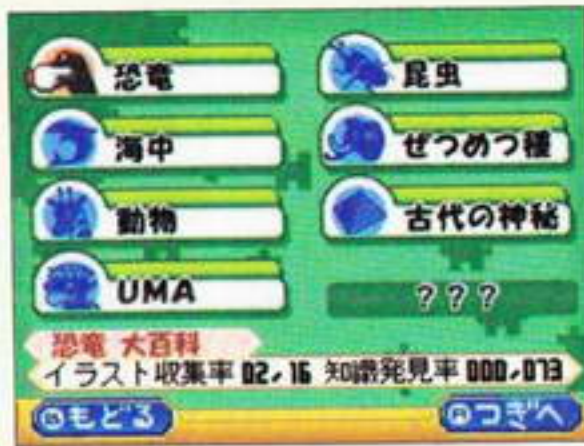 恐竜
昆虫
海中
ぜつめつ種
動物
古代の神秘
UMA
???
恐竜 大百科
イラスト収集率 02/16 知識発見率 000/073
Bもどる
Aつぎへ